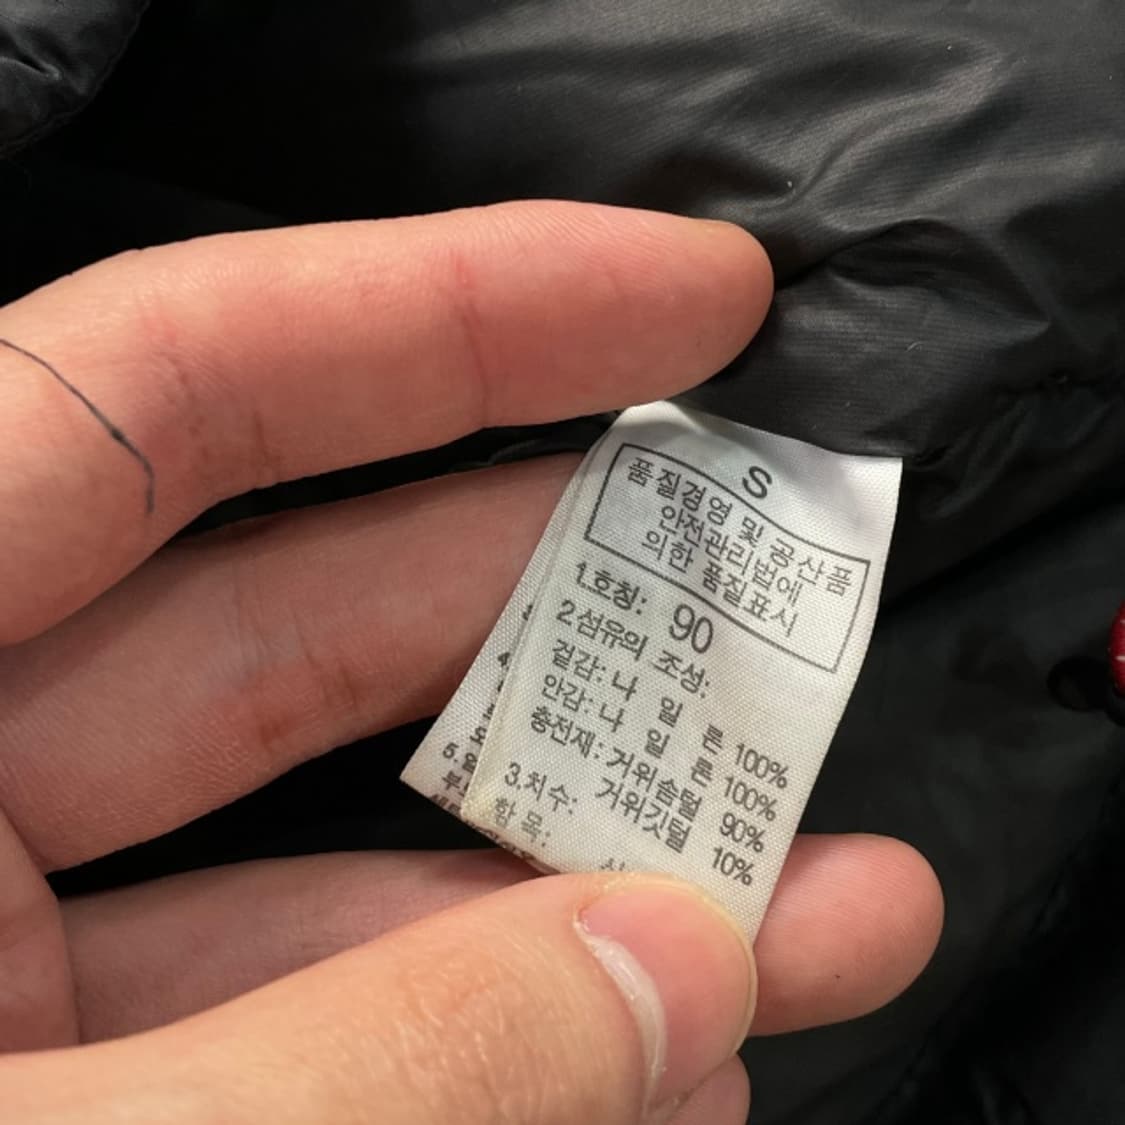 S
품질경영 및 공산품
안전관리법에
의한 품질표시
1.호칭: 90
2섬유의 조성:
겉감: 나 일 론 100%
안감: 나 일 론 100%
충전재: 거위솜털 90%
거위깃털 10%
3.치수:
항 목:
5.